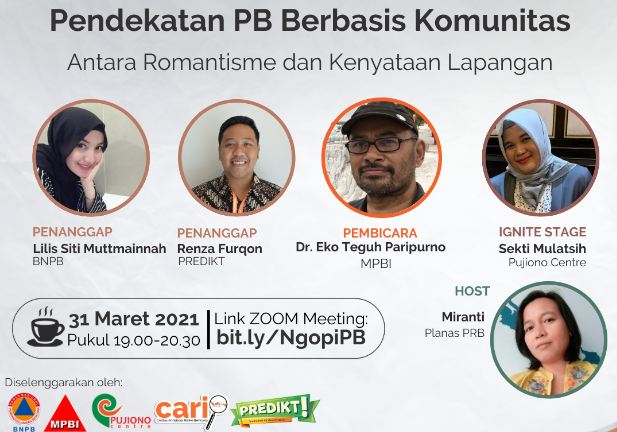 Pendekatan PB Berbasis Komunitas
Antara Romantisme dan Kenyataan Lapangan
PENANGGAP
Lilis Siti Muttmainnah
BNPB
PENANGGAP
Renza Furqon
PREDIKT
PEMBICARA
Dr. Eko Teguh Paripurno
MPBI
IGNITE STAGE
Sekti Mulatsih
Pujiono Centre
HOST
Miranti
Planas PRB
31 Maret 2021
Pukul 19.00-20.30
Link ZOOM Meeting:
bit.ly/NgopiPB
Diselenggarakan oleh:
BNPB
MPBI
PUJIONO
centre
cari
PREDIKT!